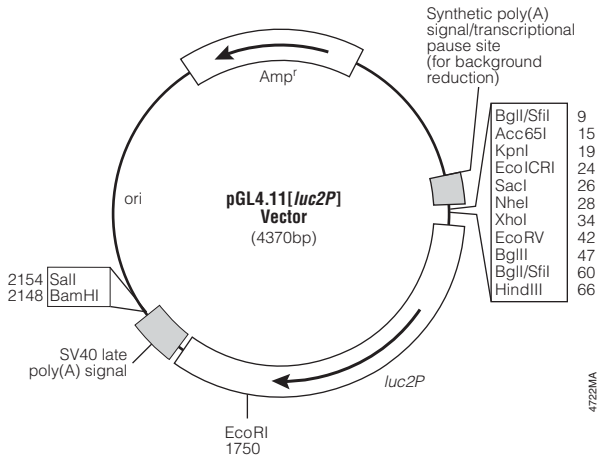 Synthetic poly(A)
signal/transcriptional
pause site
(for background
reduction)
Ampʳ
BglI/SfiI 9
Acc65I 15
KpnI 19
EcoICRI 24
SacI 26
NheI 28
XhoI 34
EcoRV 42
BglII 47
BglI/SfiI 60
HindIII 66
ori
pGL4.11[luc2P]
Vector
(4370bp)
2154 SalI
2148 BamHI
SV40 late
poly(A) signal
luc2P
EcoRI
1750
4722MA